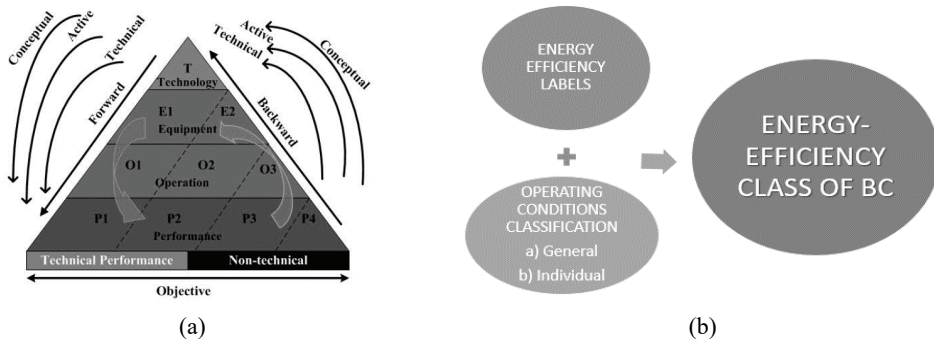 Conceptual
Active
Technical
Forward
Active
Technical
Conceptual
Backward
T
Technology
E1 E2
Equipment
O1 O2 O3
Operation
P1 P2 P3 P4
Performance
Technical Performance Non-technical
Objective
(a)
ENERGY
EFFICIENCY
LABELS
+
OPERATING
CONDITIONS
CLASSIFICATION
a) General
b) Individual
ENERGY-
EFFICIENCY
CLASS OF BC
(b)